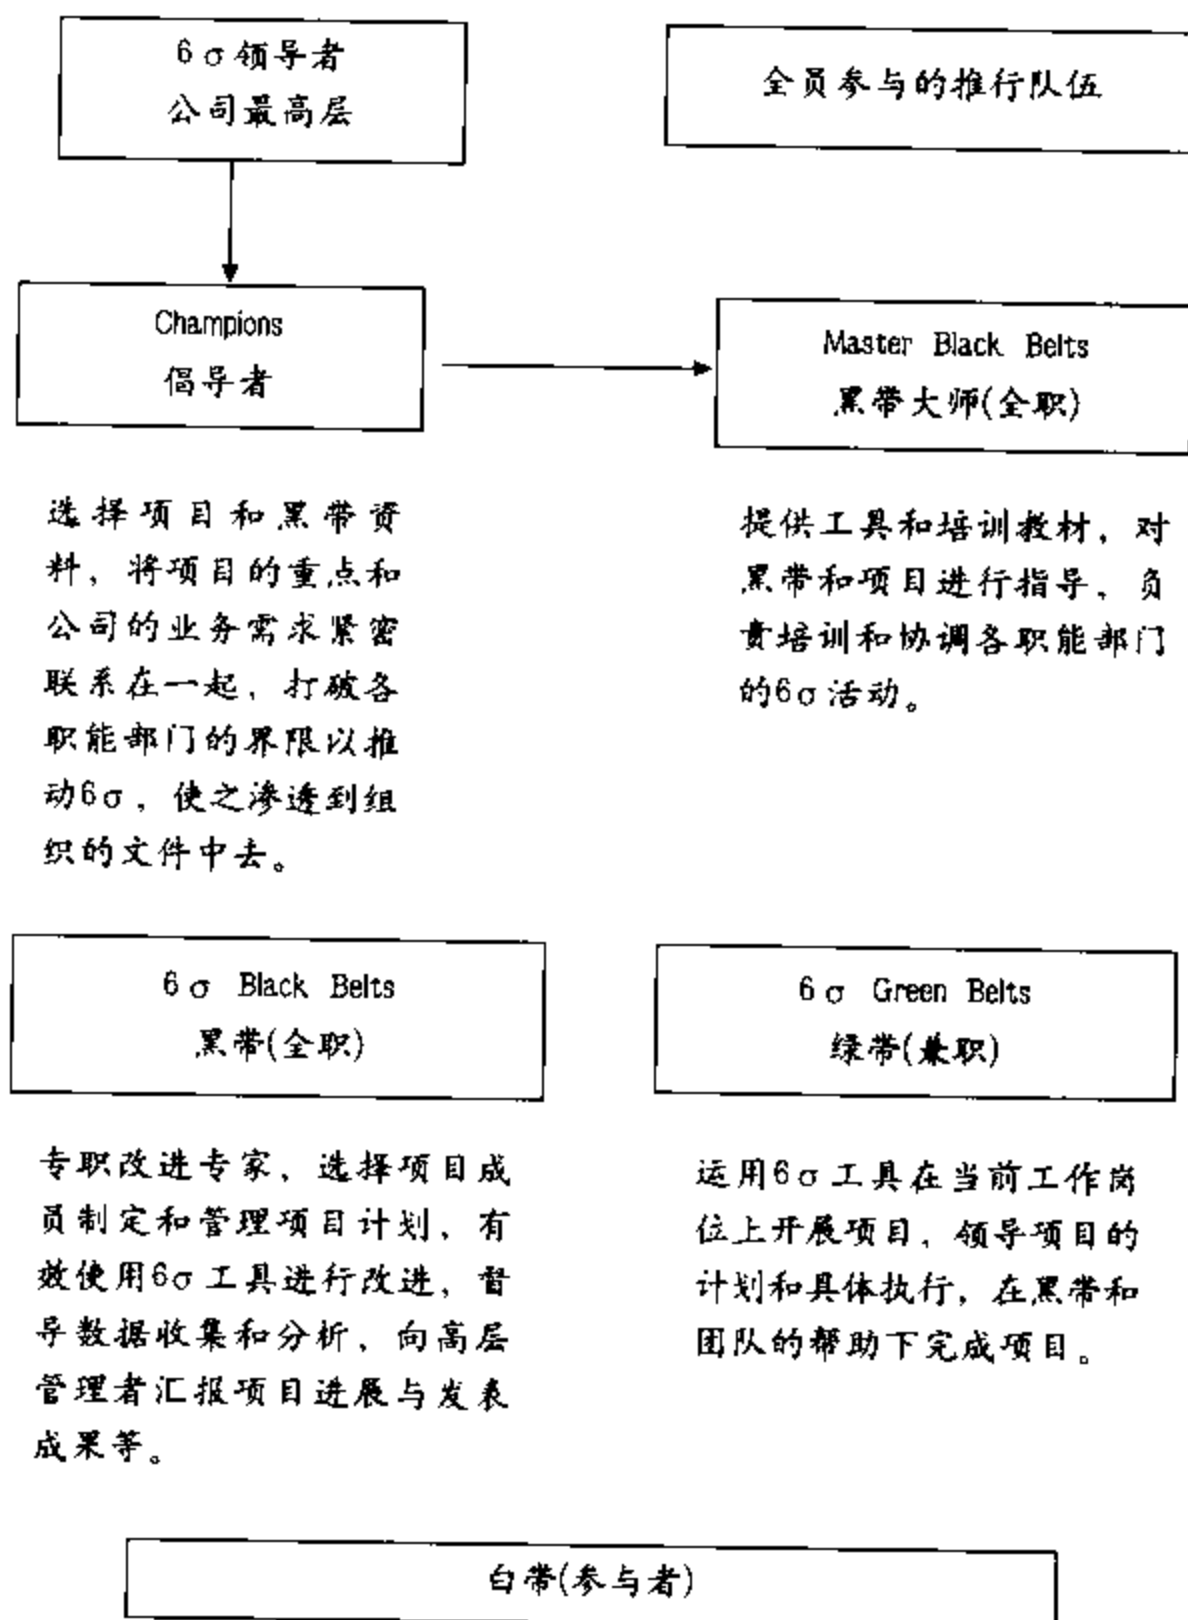 6σ领导者
公司最高层
全员参与的推行队伍
Champions
倡导者
Master Black Belts
黑带大师(全职)
选择项目和黑带资
料，将项目的重点和
公司的业务需求紧密
联系在一起，打破各
职能部门的界限以推
动6σ，使之渗透到组
织的文件中去。
提供工具和培训教材，对
黑带和项目进行指导，负
责培训和协调各职能部门
的6σ活动。
6σ Black Belts
黑带(全职)
6σ Green Belts
绿带(兼职)
专职改进专家，选择项目成
员制定和管理项目计划，有
效使用6σ工具进行改进，督
导数据收集和分析，向高层
管理者汇报项目进展与发表
成果等。
运用6σ工具在当前工作岗
位上开展项目，领导项目的
计划和具体执行，在黑带和
团队的帮助下完成项目。
白带(参与者)